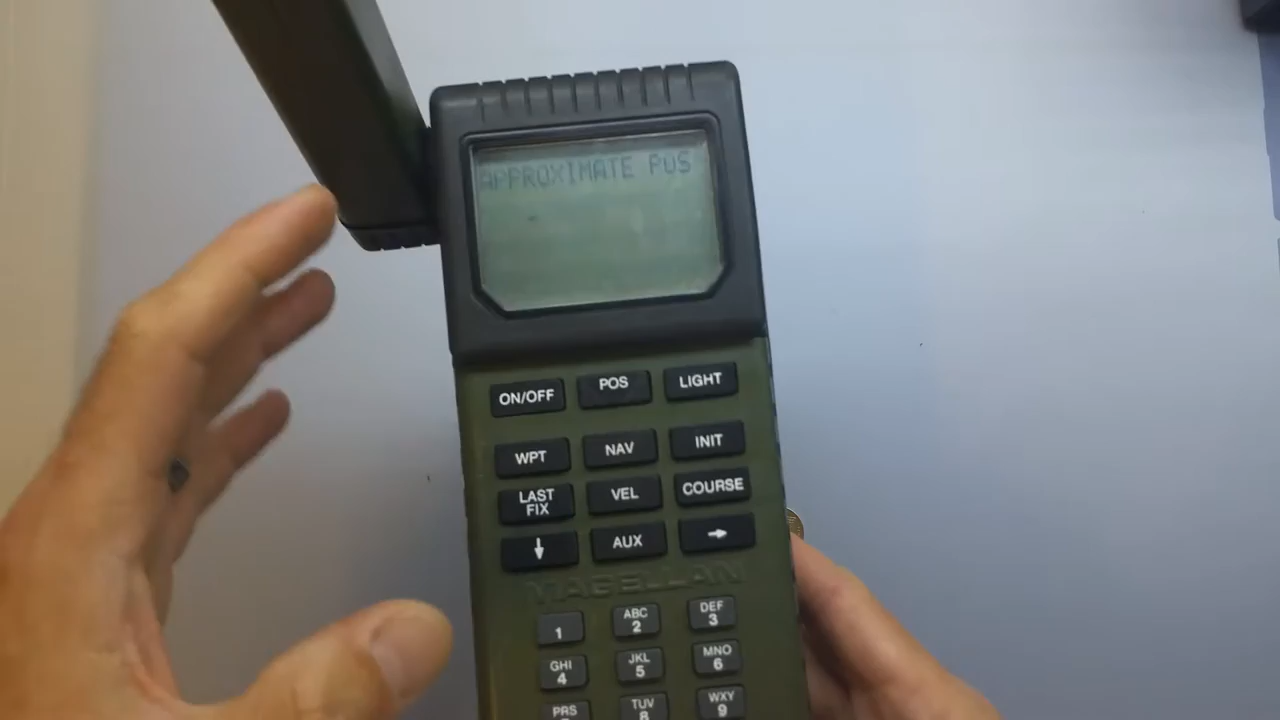 APPROXIMATE POS
ON/OFF POS LIGHT
WPT NAV INIT
LAST FIX VEL COURSE
↓ AUX →
MAGELLAN
1 ABC 2 DEF 3
GHI 4 JKL 5 MNO 6
PRS TUV 8 WXY 9